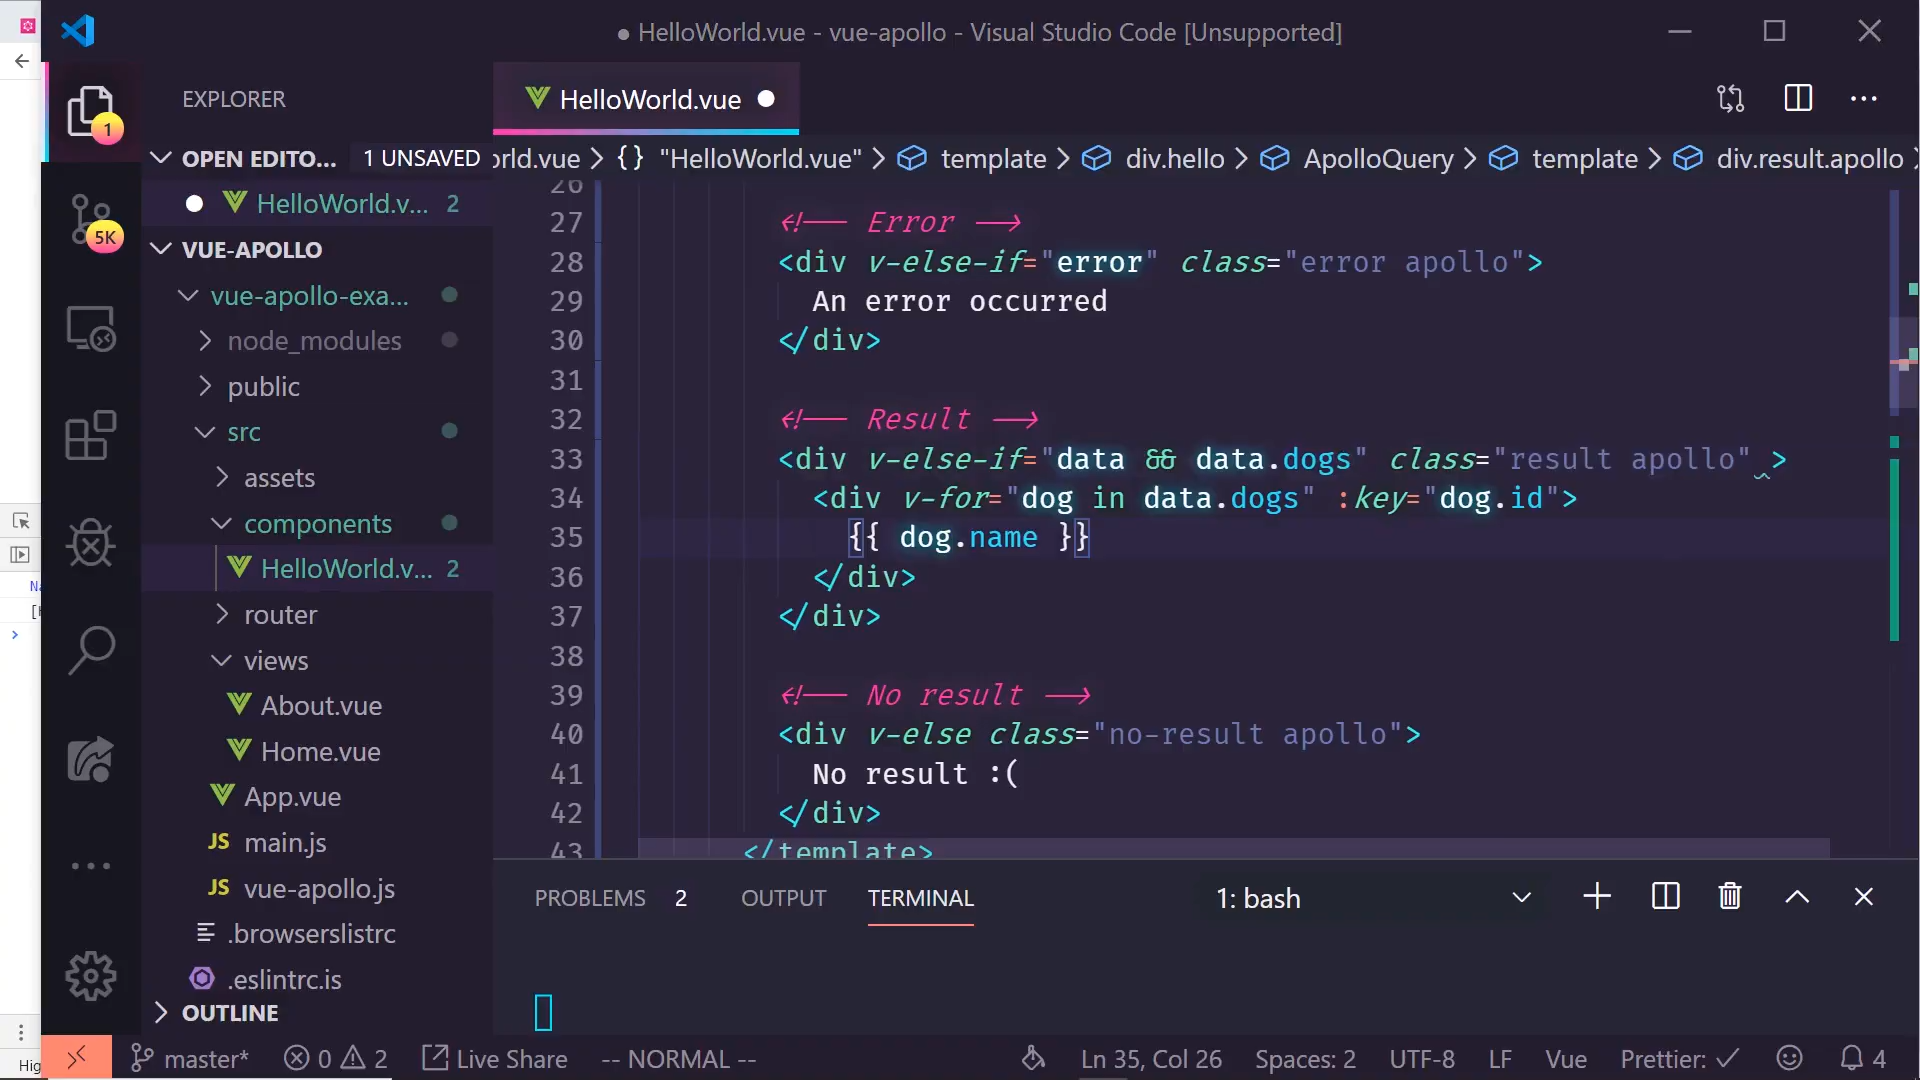 HelloWorld.vue - vue-apollo - Visual Studio Code [Unsupported]
EXPLORER
1
HelloWorld.vue
OPEN EDITO... 1 UNSAVED
HelloWorld.v... 2
VUE-APOLLO
vue-apollo-exa...
node_modules
public
src
assets
components
HelloWorld.v... 2
router
views
About.vue
Home.vue
App.vue
JS main.js
JS vue-apollo.js
.browserslistrc
.eslintrc.js
OUTLINE
5K
orld.vue > {} "HelloWorld.vue" > template > div.hello > ApolloQuery > template > div.result.apollo
26
27 <!-- Error -->
28 <div v-else-if="error" class="error apollo">
29 An error occurred
30 </div>
31
32 <!-- Result -->
33 <div v-else-if="data && data.dogs" class="result apollo" >
34 <div v-for="dog in data.dogs" :key="dog.id">
35 {{ dog.name }}
36 </div>
37 </div>
38
39 <!-- No result -->
40 <div v-else class="no-result apollo">
41 No result :(
42 </div>
43 </template>
PROBLEMS 2 OUTPUT TERMINAL 1: bash
master* 0 2 Live Share -- NORMAL -- Ln 35, Col 26 Spaces: 2 UTF-8 LF Vue Prettier: ✓ 4
Hig